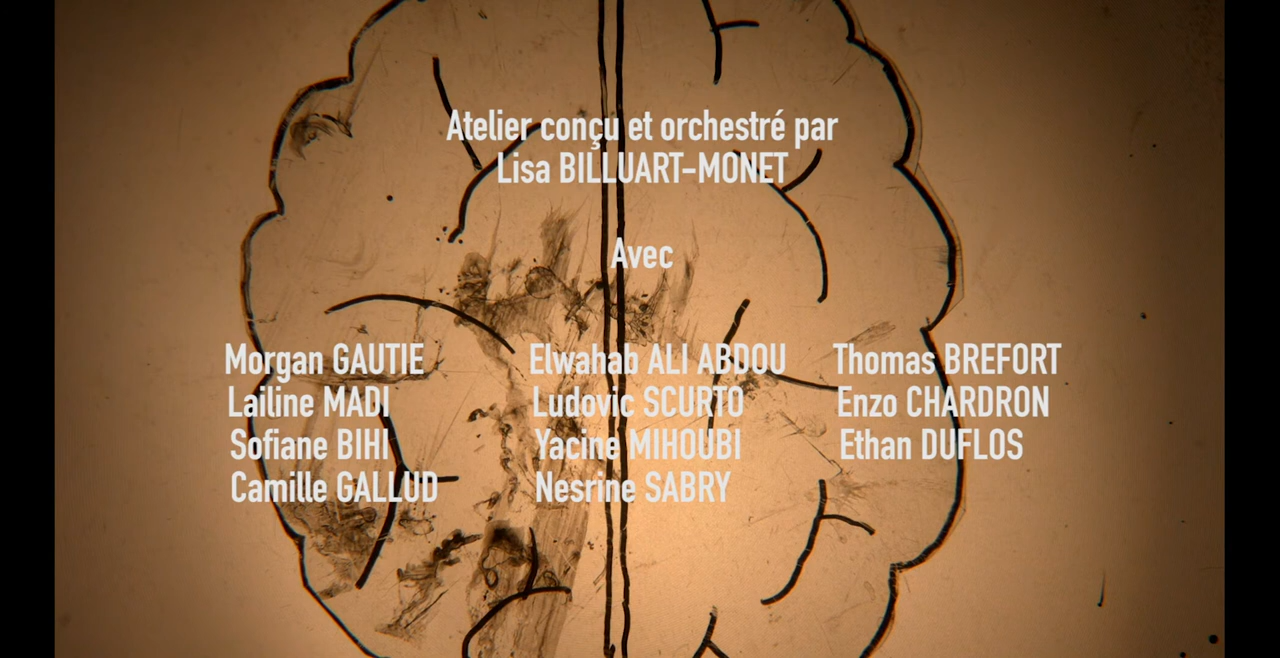 Atelier conçu et orchestré par
Lisa BILLUART-MONET
Avec
Morgan GAUTIE
Lailine MADI
Sofiane BIHI
Camille GALLUD
Elwahab ALI ABDOU
Ludovic SCURTO
Yacine MIHOUBI
Nesrine SABRY
Thomas BREFORT
Enzo CHARDRON
Ethan DUFLOS